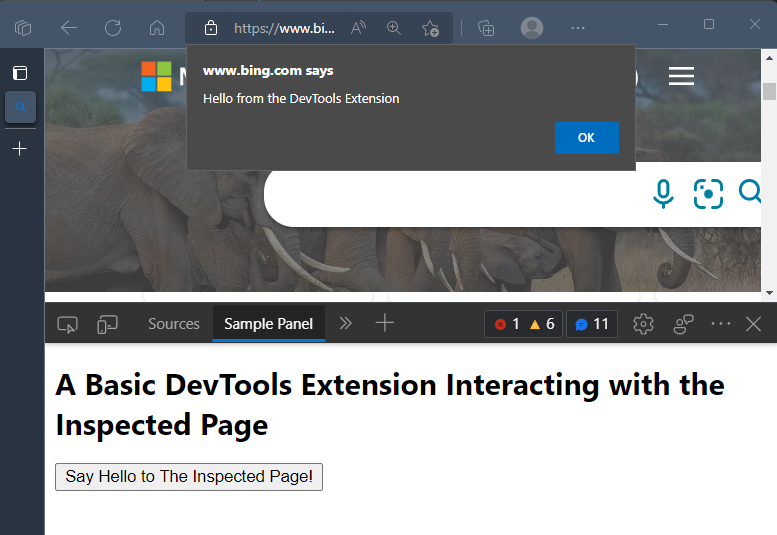 https://www.bi...
www.bing.com says
Hello from the DevTools Extension
OK
Sources
Sample Panel
1
6
11
A Basic DevTools Extension Interacting with the
Inspected Page
Say Hello to The Inspected Page!